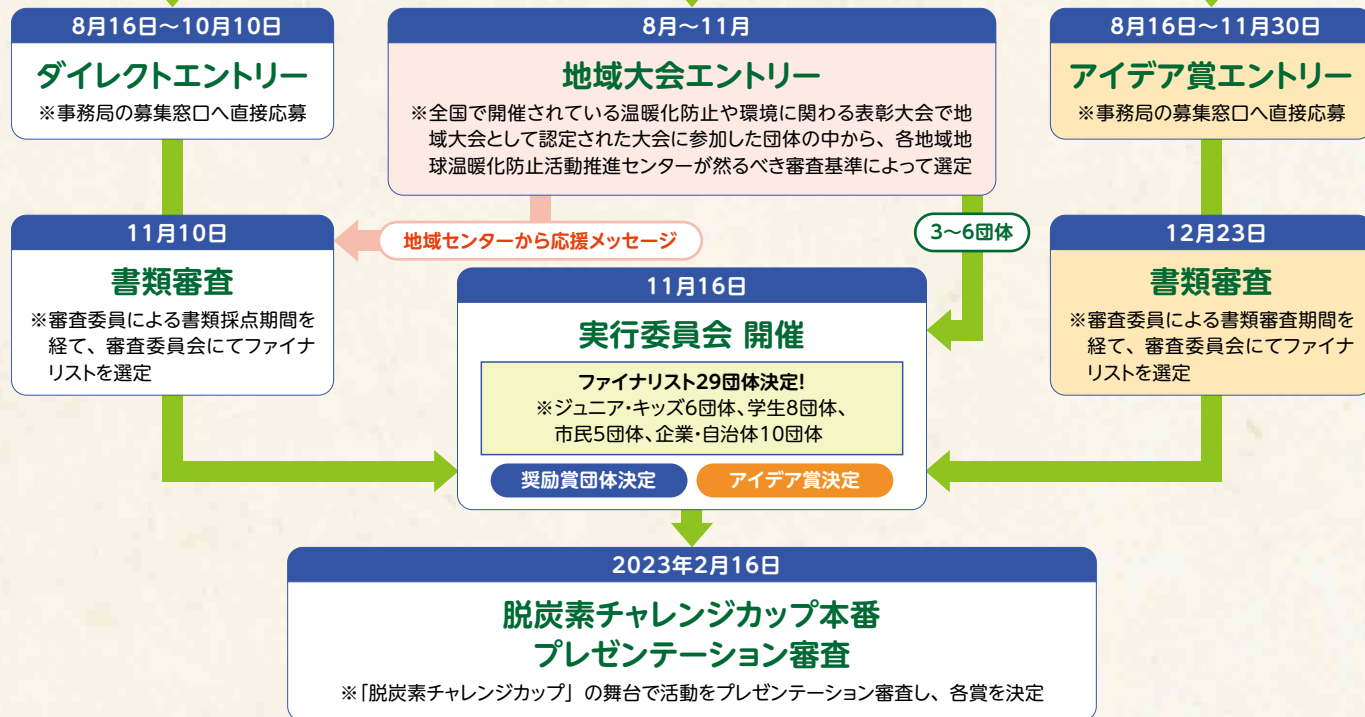 8月16日〜10月10日
ダイレクトエントリー
※事務局の募集窓口へ直接応募
8月〜11月
地域大会エントリー
※全国で開催されている温暖化防止や環境に関わる表彰大会で地
域大会として認定された大会に参加した団体の中から、各地域地
球温暖化防止活動推進センターが然るべき審査基準によって選定
8月16日〜11月30日
アイデア賞エントリー
※事務局の募集窓口へ直接応募
地域センターから応援メッセージ
3〜6団体
11月10日
書類審査
※審査委員による書類採点期間を
経て、審査委員会にてファイナ
リストを選定
12月23日
書類審査
※審査委員による書類審査期間を
経て、審査委員会にてファイナ
リストを選定
11月16日
実行委員会 開催
ファイナリスト29団体決定!
※ジュニア・キッズ6団体、学生8団体、
市民5団体、企業・自治体10団体
奨励賞団体決定
アイデア賞決定
2023年2月16日
脱炭素チャレンジカップ本番
プレゼンテーション審査
※「脱炭素チャレンジカップ」の舞台で活動をプレゼンテーション審査し、各賞を決定